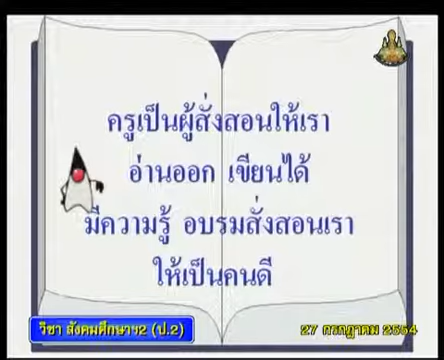 ครูเป็นผู้สั่งสอนให้เรา
อ่านออก เขียนได้
มีความรู้ อบรมสั่งสอนเรา
ให้เป็นคนดี
วิชา สังคมศึกษาฯ2 (ป.2)
27 กรกฎาคม 2554